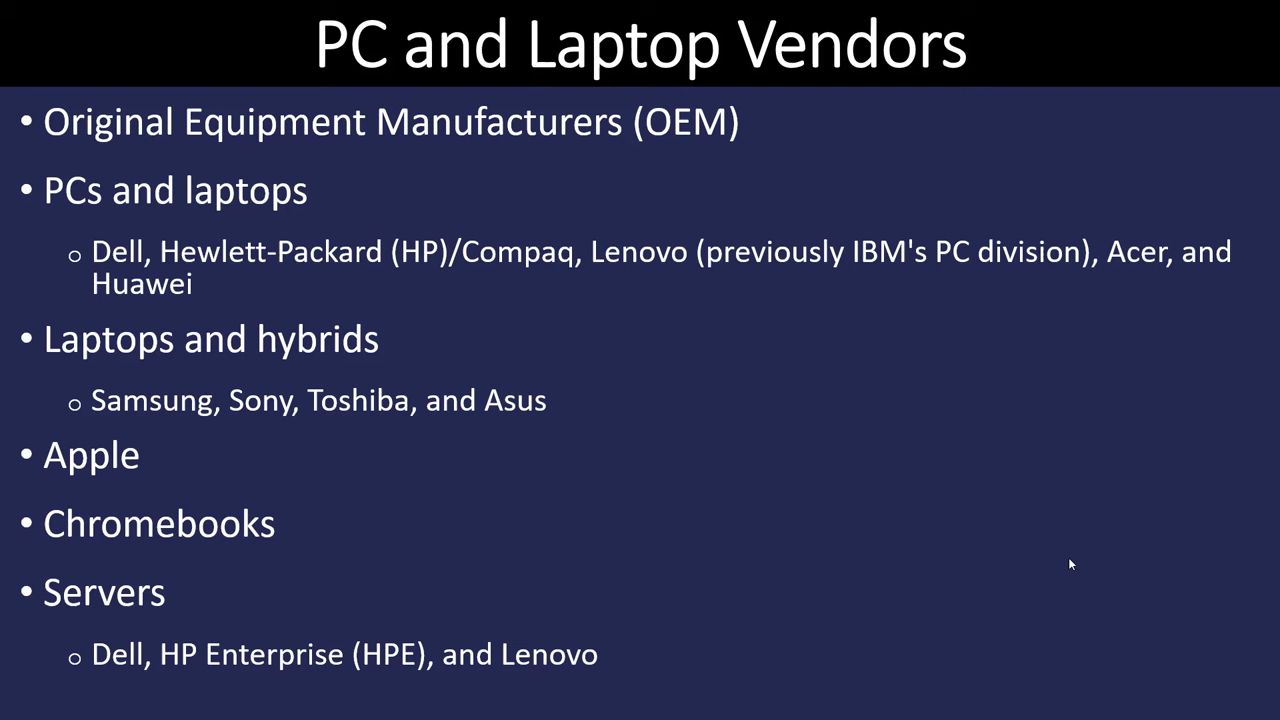 PC and Laptop Vendors
• Original Equipment Manufacturers (OEM)
• PCs and laptops
o Dell, Hewlett-Packard (HP)/Compaq, Lenovo (previously IBM's PC division), Acer, and
Huawei
• Laptops and hybrids
o Samsung, Sony, Toshiba, and Asus
• Apple
• Chromebooks
• Servers
o Dell, HP Enterprise (HPE), and Lenovo